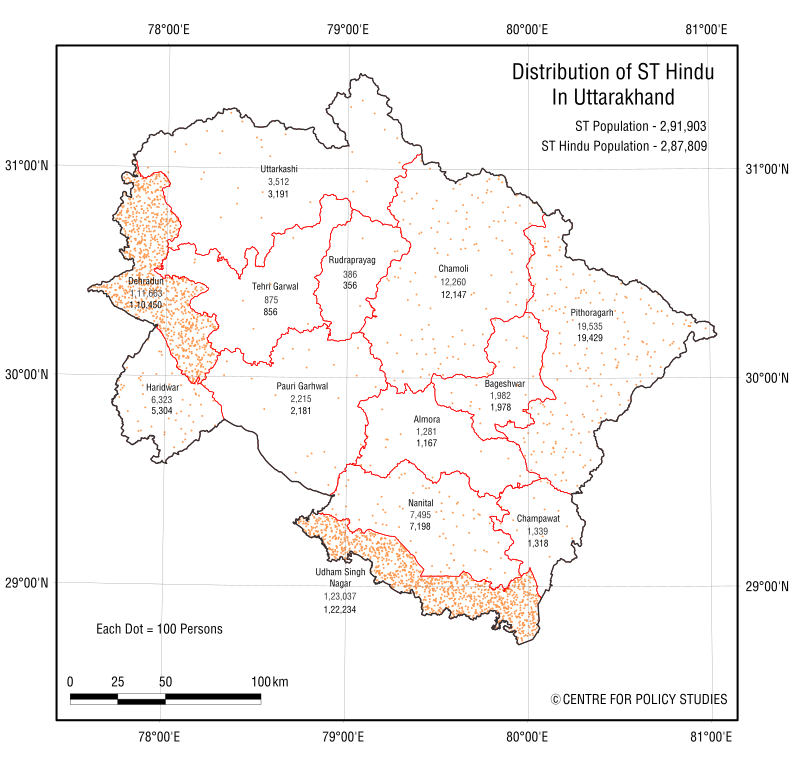 78°00'E 79°00'E 80°00'E 81°00'E
Distribution of ST Hindu
In Uttarakhand
ST Population - 2,91,903
ST Hindu Population - 2,87,809
31°00'N 31°00'N
Uttarkashi
3,512
3,191
Dehradun
1,11,663
1,10,450
Tehri Garwal
875
856
Rudraprayag
386
356
Chamoli
12,260
12,147
Pithoragarh
19,535
19,429
30°00'N 30°00'N
Haridwar
6,323
5,304
Pauri Garhwal
2,215
2,181
Bageshwar
1,982
1,978
Almora
1,281
1,167
Nanital
7,495
7,198
Champawat
1,339
1,318
29°00'N 29°00'N
Udham Singh
Nagar
1,23,037
1,22,234
Each Dot = 100 Persons
0 25 50 100 km
© CENTRE FOR POLICY STUDIES
78°00'E 79°00'E 80°00'E 81°00'E